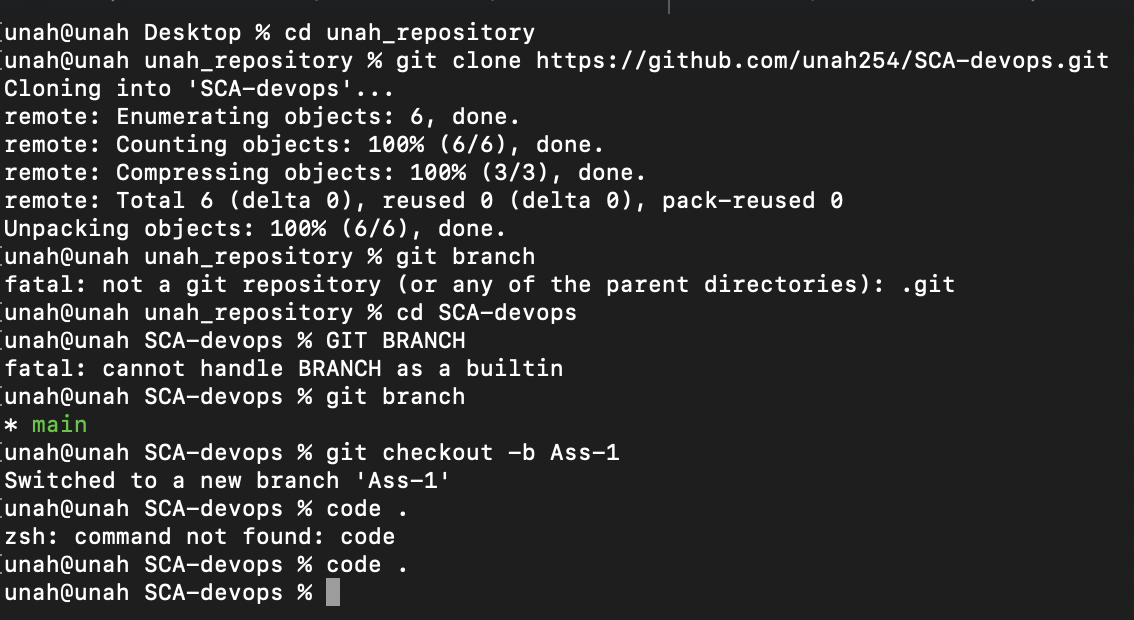 [unah@unah Desktop % cd unah_repository
[unah@unah unah_repository % git clone https://github.com/unah254/SCA-devops.git
Cloning into 'SCA-devops'...
remote: Enumerating objects: 6, done.
remote: Counting objects: 100% (6/6), done.
remote: Compressing objects: 100% (3/3), done.
remote: Total 6 (delta 0), reused 0 (delta 0), pack-reused 0
Unpacking objects: 100% (6/6), done.
[unah@unah unah_repository % git branch
fatal: not a git repository (or any of the parent directories): .git
[unah@unah unah_repository % cd SCA-devops
[unah@unah SCA-devops % GIT BRANCH
fatal: cannot handle BRANCH as a builtin
[unah@unah SCA-devops % git branch
* main
[unah@unah SCA-devops % git checkout -b Ass-1
Switched to a new branch 'Ass-1'
[unah@unah SCA-devops % code .
zsh: command not found: code
[unah@unah SCA-devops % code .
unah@unah SCA-devops %